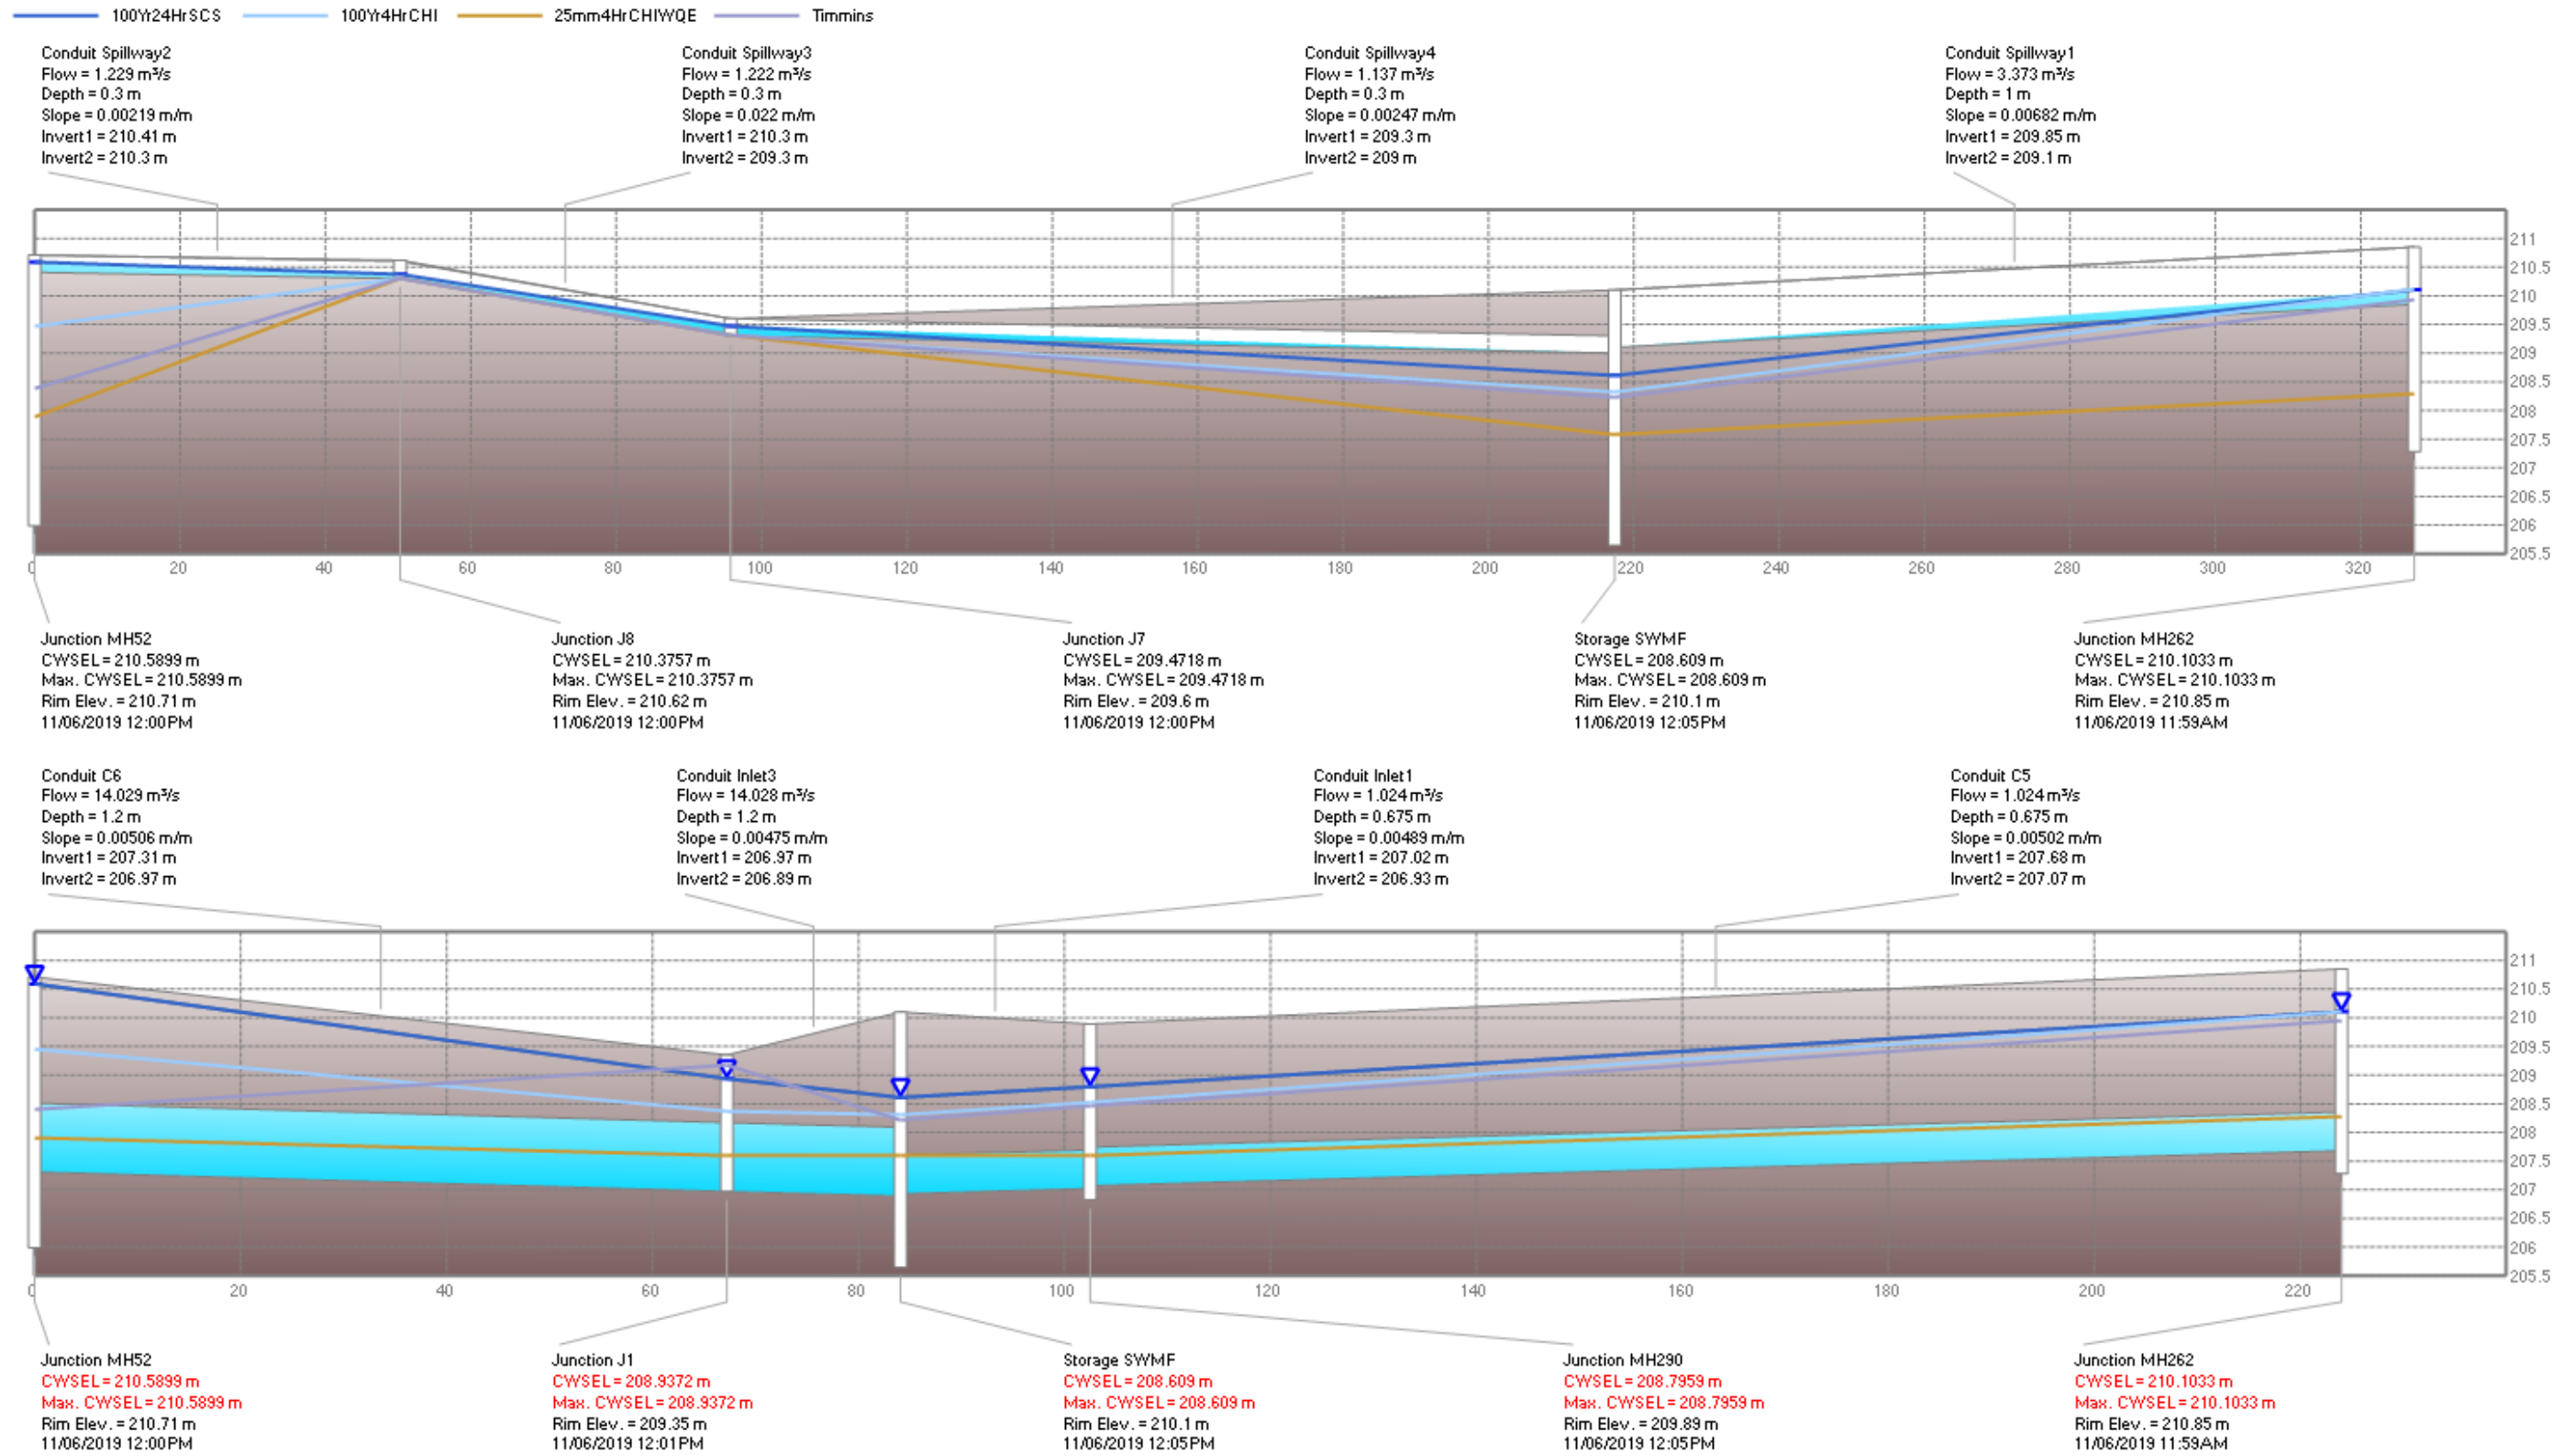 100Yr24HrSCS 100Yr4HrCHI 25mm4HrCHIWQE Timmins
Conduit Spillway2
Flow = 1.229 m³/s
Depth = 0.3 m
Slope = 0.00219 m/m
Invert1 = 210.41 m
Invert2 = 210.3 m
Conduit Spillway3
Flow = 1.222 m³/s
Depth = 0.3 m
Slope = 0.022 m/m
Invert1 = 210.3 m
Invert2 = 209.3 m
Conduit Spillway4
Flow = 1.137 m³/s
Depth = 0.3 m
Slope = 0.00247 m/m
Invert1 = 209.3 m
Invert2 = 209 m
Conduit Spillway1
Flow = 3.373 m³/s
Depth = 1 m
Slope = 0.00682 m/m
Invert1 = 209.85 m
Invert2 = 209.1 m
211
210.5
210
209.5
209
208.5
208
207.5
207
206.5
206
205.5
0 20 40 60 80 100 120 140 160 180 200 220 240 260 280 300 320
Junction MH52
CWSEL = 210.5899 m
Max. CWSEL = 210.5899 m
Rim Elev. = 210.71 m
11/06/2019 12:00PM
Junction J8
CWSEL = 210.3757 m
Max. CWSEL = 210.3757 m
Rim Elev. = 210.62 m
11/06/2019 12:00PM
Junction J7
CWSEL = 209.4718 m
Max. CWSEL = 209.4718 m
Rim Elev. = 209.6 m
11/06/2019 12:00PM
Storage SWMF
CWSEL = 208.609 m
Max. CWSEL = 208.609 m
Rim Elev. = 210.1 m
11/06/2019 12:05PM
Junction MH262
CWSEL = 210.1033 m
Max. CWSEL = 210.1033 m
Rim Elev. = 210.85 m
11/06/2019 11:59AM
Conduit C6
Flow = 14.029 m³/s
Depth = 1.2 m
Slope = 0.00506 m/m
Invert1 = 207.31 m
Invert2 = 206.97 m
Conduit Inlet3
Flow = 14.028 m³/s
Depth = 1.2 m
Slope = 0.00475 m/m
Invert1 = 206.97 m
Invert2 = 206.89 m
Conduit Inlet1
Flow = 1.024 m³/s
Depth = 0.675 m
Slope = 0.00489 m/m
Invert1 = 207.02 m
Invert2 = 206.93 m
Conduit C5
Flow = 1.024 m³/s
Depth = 0.675 m
Slope = 0.00502 m/m
Invert1 = 207.68 m
Invert2 = 207.07 m
211
210.5
210
209.5
209
208.5
208
207.5
207
206.5
206
205.5
0 20 40 60 80 100 120 140 160 180 200 220
Junction MH52
CWSEL = 210.5899 m
Max. CWSEL = 210.5899 m
Rim Elev. = 210.71 m
11/06/2019 12:00PM
Junction J1
CWSEL = 208.9372 m
Max. CWSEL = 208.9372 m
Rim Elev. = 209.35 m
11/06/2019 12:01PM
Storage SWMF
CWSEL = 208.609 m
Max. CWSEL = 208.609 m
Rim Elev. = 210.1 m
11/06/2019 12:05PM
Junction MH290
CWSEL = 208.7959 m
Max. CWSEL = 208.7959 m
Rim Elev. = 209.89 m
11/06/2019 12:05PM
Junction MH262
CWSEL = 210.1033 m
Max. CWSEL = 210.1033 m
Rim Elev. = 210.85 m
11/06/2019 11:59AM